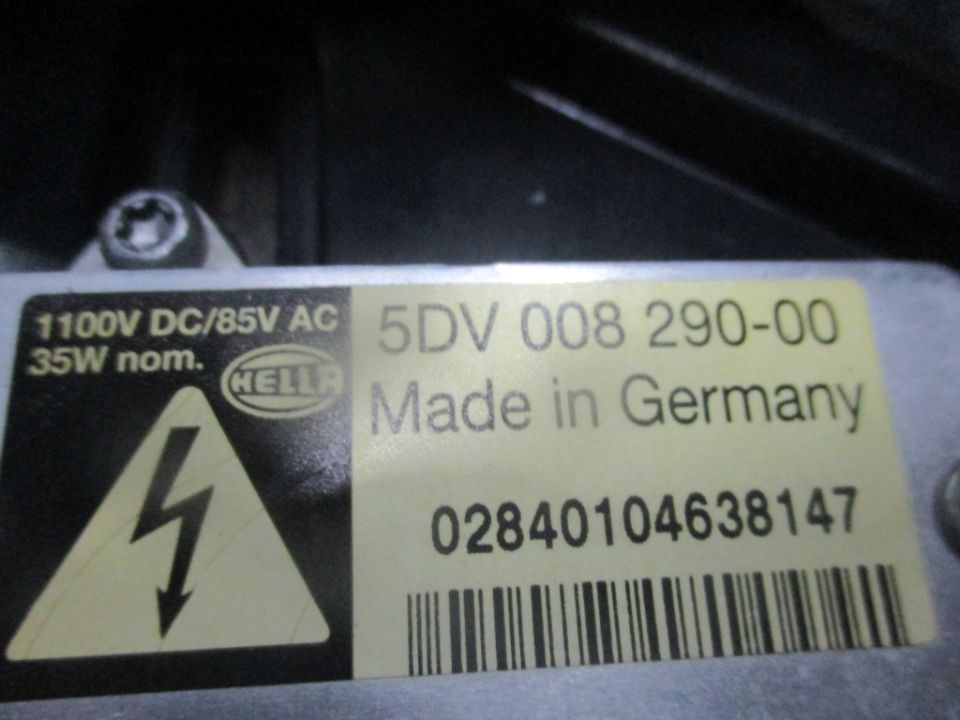 1100V DC/85V AC
35W nom.
HELLA
5DV 008 290-00
Made in Germany
02840104638147